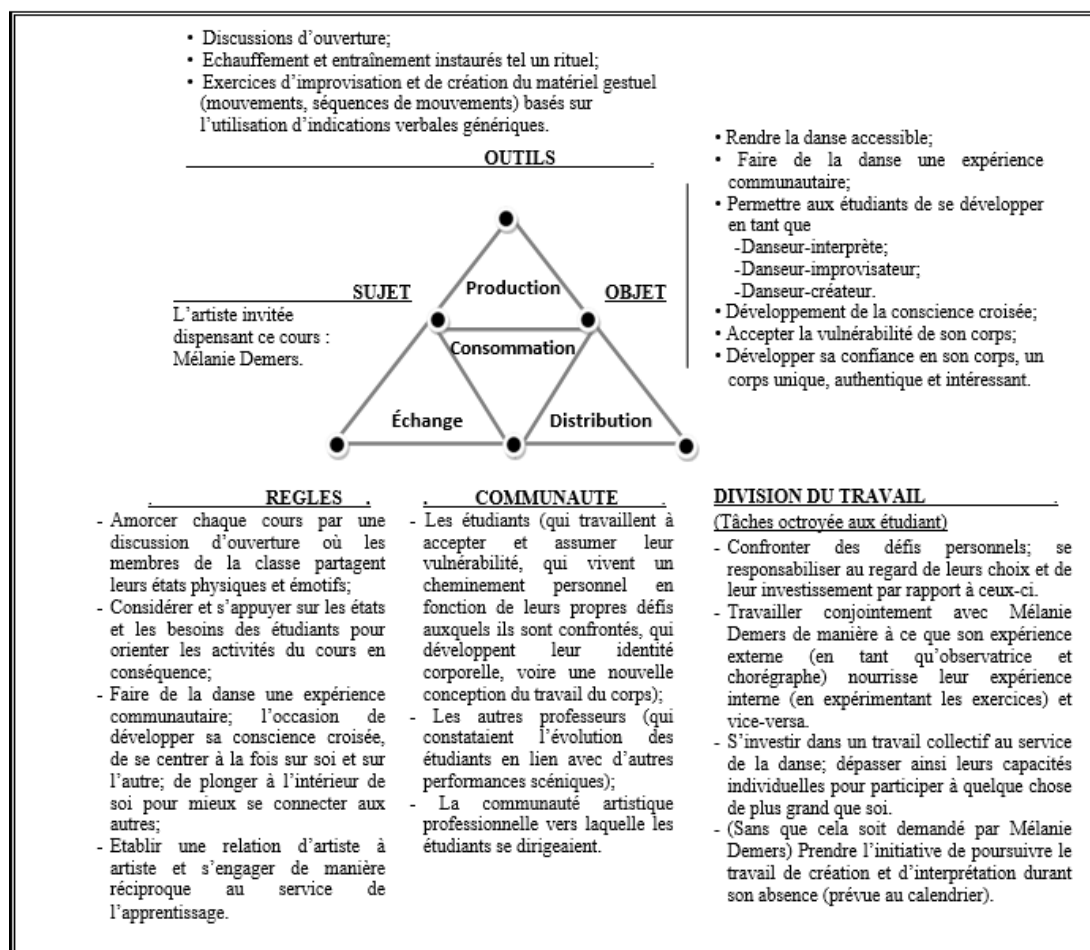 • Discussions d’ouverture;
• Echauffement et entraînement instaurés tel un rituel;
• Exercices d’improvisation et de création du matériel gestuel
(mouvements, séquences de mouvements) basés sur
l’utilisation d’indications verbales génériques.
OUTILS .
• Rendre la danse accessible;
• Faire de la danse une expérience
communautaire;
• Permettre aux étudiants de se développer
en tant que
-Danseur-interprète;
-Danseur-improvisateur;
-Danseur-créateur.
• Développement de la conscience croisée;
• Accepter la vulnérabilité de son corps;
• Développer sa confiance en son corps, un
corps unique, authentique et intéressant.
SUJET
L’artiste invitée
dispensant ce cours :
Mélanie Demers.
OBJET
Production
Consommation
Échange
Distribution
. REGLES .
- Amorcer chaque cours par une
discussion d’ouverture où les
membres de la classe partagent
leurs états physiques et émotifs;
- Considérer et s’appuyer sur les états
et les besoins des étudiants pour
orienter les activités du cours en
conséquence;
- Faire de la danse une expérience
communautaire; l’occasion de
développer sa conscience croisée,
de se centrer à la fois sur soi et sur
l’autre; de plonger à l’intérieur de
soi pour mieux se connecter aux
autres;
- Etablir une relation d’artiste à
artiste et s’engager de manière
réciproque au service de
l’apprentissage.
. COMMUNAUTE .
- Les étudiants (qui travaillent à
accepter et assumer leur
vulnérabilité, qui vivent un
cheminement personnel en
fonction de leurs propres défis
auxquels ils sont confrontés, qui
développent leur identité
corporelle, voire une nouvelle
conception du travail du corps);
- Les autres professeurs (qui
constataient l’évolution des
étudiants en lien avec d’autres
performances scéniques);
- La communauté artistique
professionnelle vers laquelle les
étudiants se dirigeaient.
DIVISION DU TRAVAIL .
(Tâches octroyée aux étudiant)
- Confronter des défis personnels; se
responsabiliser au regard de leurs choix et de
leur investissement par rapport à ceux-ci.
- Travailler conjointement avec Mélanie
Demers de manière à ce que son expérience
externe (en tant qu’observatrice et
chorégraphe) nourrisse leur expérience
interne (en expérimentant les exercices) et
vice-versa.
- S’investir dans un travail collectif au service
de la danse; dépasser ainsi leurs capacités
individuelles pour participer à quelque chose
de plus grand que soi.
- (Sans que cela soit demandé par Mélanie
Demers) Prendre l’initiative de poursuivre le
travail de création et d’interprétation durant
son absence (prévue au calendrier).